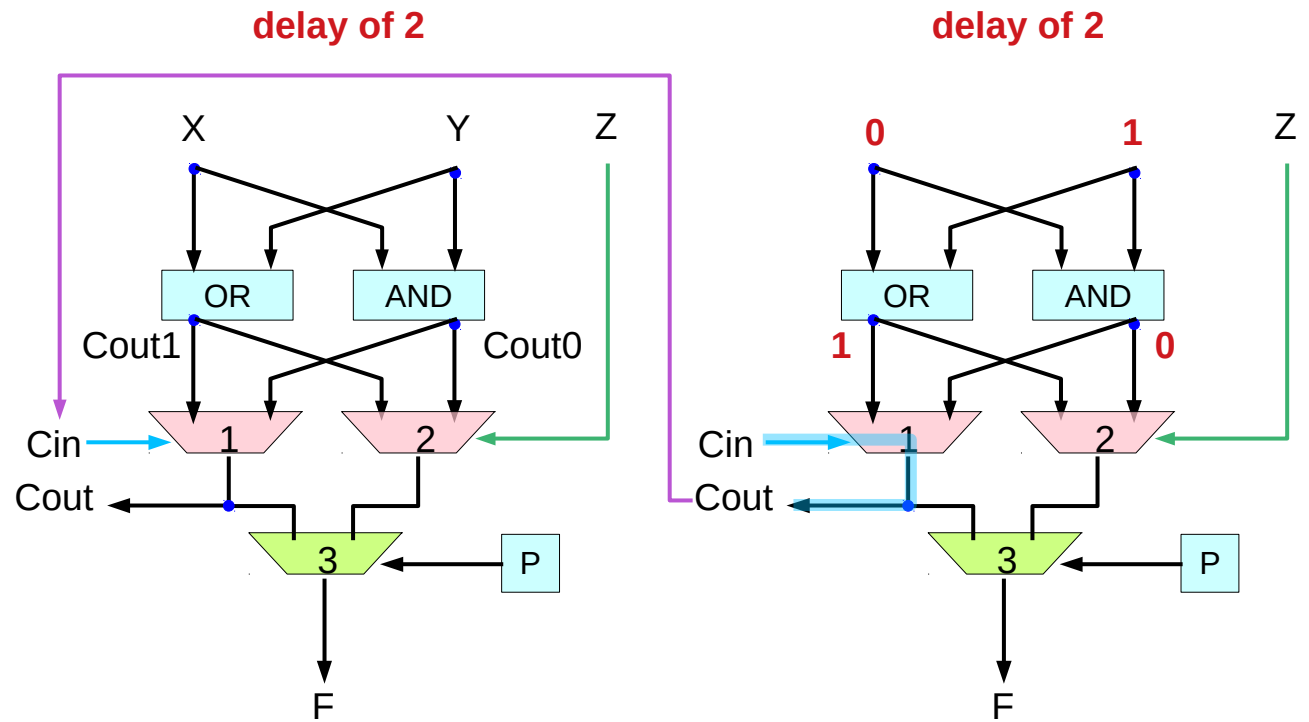 delay of 2
delay of 2
X Y Z
0 1 Z
OR AND
OR AND
Cout1 Cout0
1 0
Cin 1 2
Cin 1 2
Cout
Cout
3 P
3 P
F
F